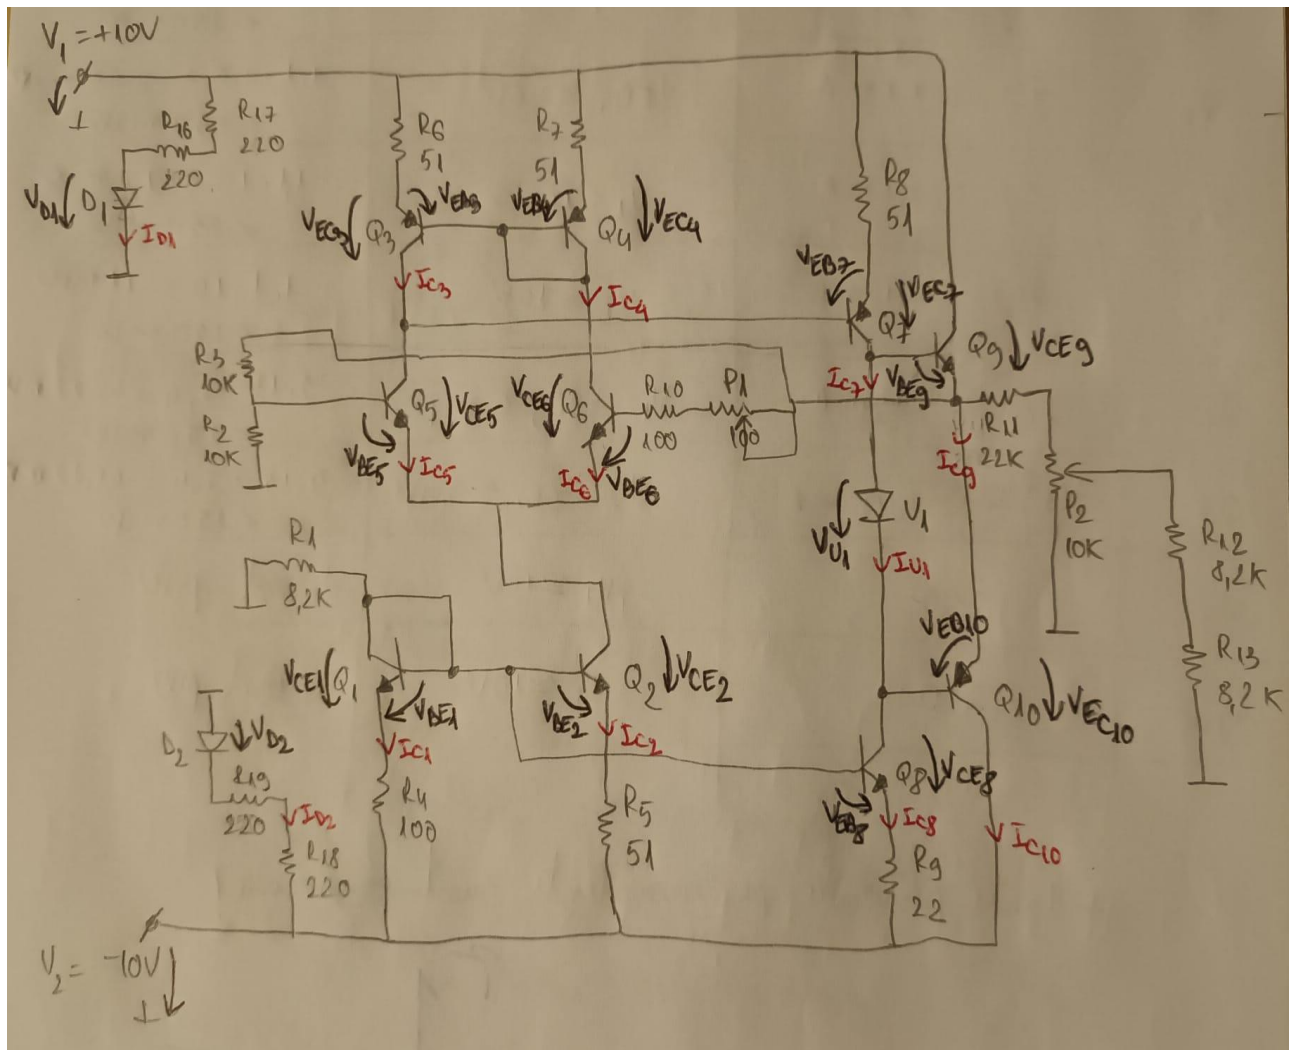 V₁ = +10V
⊥
R16
220
R17
220
VD1
D1
ID1
R6
51
R7
51
VEC3
Q3
VEB3
VEB4
Q4
VEC4
IC3
IC4
R8
51
VEB7
VEC7
Q7
Q9
VCE9
VBE9
IC7
R3
10K
R2
10K
Q5
VCE5
VBE5
IC5
VCE6
Q6
IC6
VBE6
R10
100
P1
100
R11
22K
IC9
P2
10K
R12
8,2K
R13
8,2K
VU1
U1
IU1
R1
8,2K
VCE1
Q1
VBE1
IC1
R4
100
VBE2
Q2
VCE2
IC2
R5
51
VEB10
Q10
VEC10
IC10
Q8
VCE8
VEB8
IC8
R9
22
D2
VD2
R19
220
ID2
R18
220
V₂ = -10V
⊥